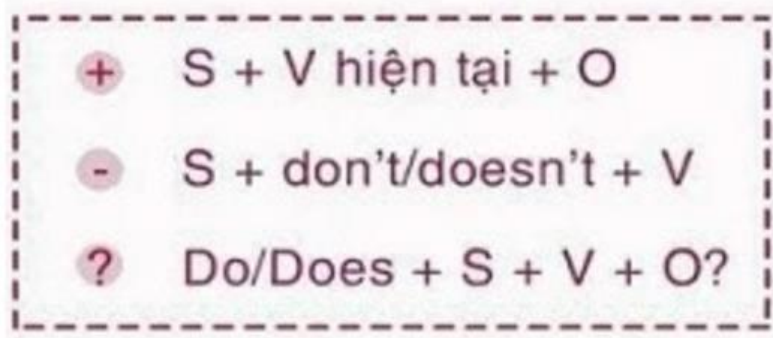 + S + V hiện tại + O
- S + don't/doesn't + V
? Do/Does + S + V + O?